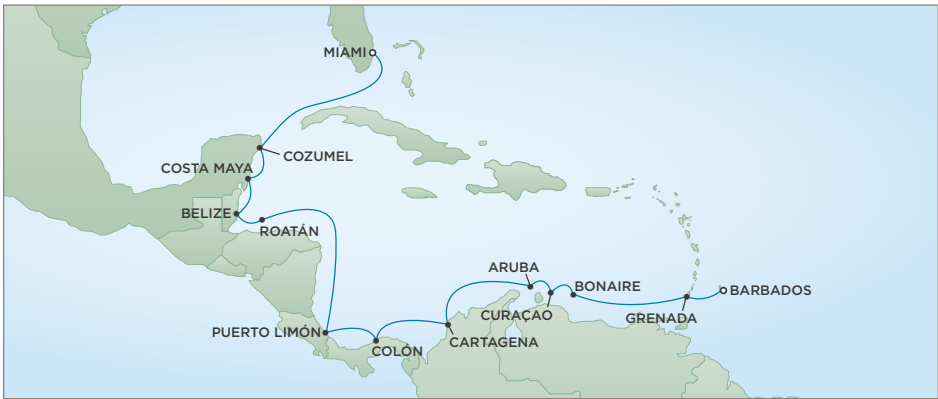 MIAMI
COZUMEL
COSTA MAYA
BELIZE
ROATÁN
ARUBA
BONAIRE
BARBADOS
CURAÇAO
GRENADA
PUERTO LIMÓN
COLÓN
CARTAGENA